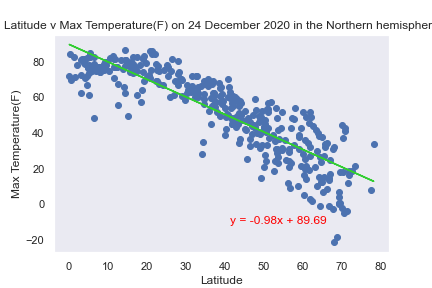 Latitude v Max Temperature(F) on 24 December 2020 in the Northern hemispher
Max Temperature(F)
80
60
40
20
0
−20
y = -0.98x + 89.69
0 10 20 30 40 50 60 70 80
Latitude